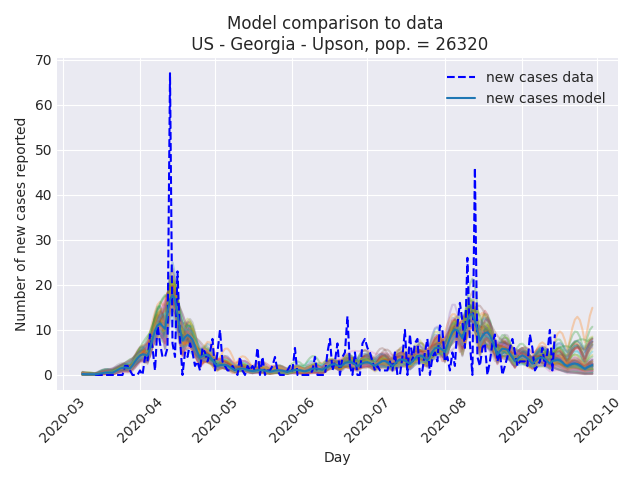 Model comparison to data
US - Georgia - Upson, pop. = 26320
new cases data
new cases model
Number of new cases reported
70
60
50
40
30
20
10
0
2020-03
2020-04
2020-05
2020-06
2020-07
2020-08
2020-09
2020-10
Day